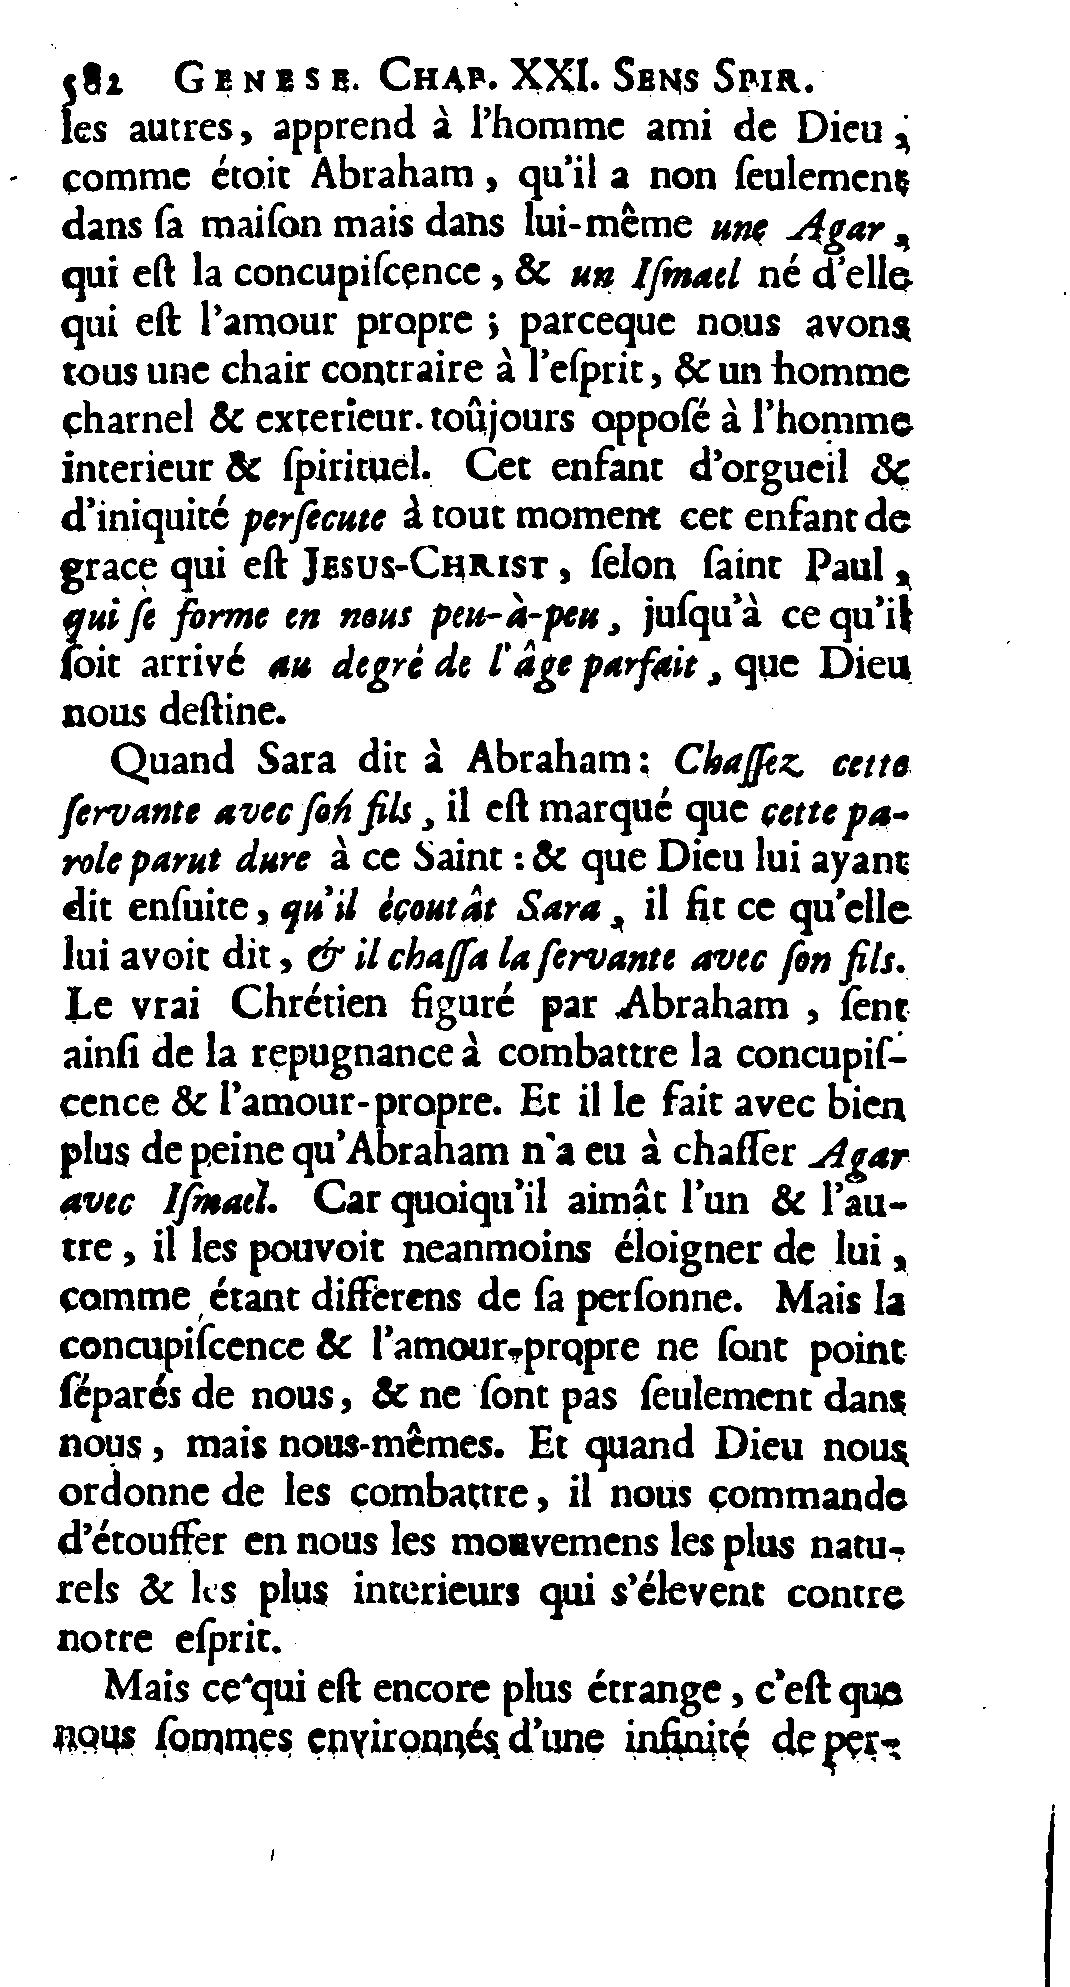 582 GENESE. CHAP. XXI. SENS SPIR.
les autres, apprend à l'homme ami de Dieu,
comme étoit Abraham, qu'il a non ſeulement
dans ſa maiſon mais dans lui-même une Agar,
qui eſt la concupiſcence, & un Iſmael né d'elle
qui eſt l'amour propre ; parceque nous avons
tous une chair contraire à l'eſprit, & un homme
charnel & exterieur toûjours oppoſé à l'homme
interieur & ſpirituel. Cet enfant d'orgueil &
d'iniquité perſecute à tout moment cet enfant de
grace qui eſt JESUS-CHRIST, ſelon ſaint Paul,
qui ſe forme en nous peu-à-peu, juſqu'à ce qu'il
ſoit arrivé au degré de l'âge parfait, que Dieu
nous deſtine.
Quand Sara dit à Abraham : Chaſſez cette
ſervante avec ſon fils, il eſt marqué que cette pa-
role parut dure à ce Saint : & que Dieu lui ayant
dit enſuite, qu'il écoutât Sara, il fit ce qu'elle
lui avoit dit, & il chaſſa la ſervante avec ſon fils.
Le vrai Chrétien figuré par Abraham, ſent
ainſi de la repugnance à combattre la concupiſ-
cence & l'amour-propre. Et il le fait avec bien
plus de peine qu'Abraham n'a eu à chaſſer Agar
avec Iſmael. Car quoiqu'il aimât l'un & l'au-
tre, il les pouvoit neanmoins éloigner de lui,
comme étant differens de ſa perſonne. Mais la
concupiſcence & l'amour-propre ne ſont point
ſéparés de nous, & ne ſont pas ſeulement dans
nous, mais nous-mêmes. Et quand Dieu nous
ordonne de les combattre, il nous commande
d'étouffer en nous les mouvemens les plus natu-
rels & les plus interieurs qui s'élevent contre
notre eſprit.
Mais ce qui eſt encore plus étrange, c'eſt que
nous ſommes environnés d'une infinité de per-